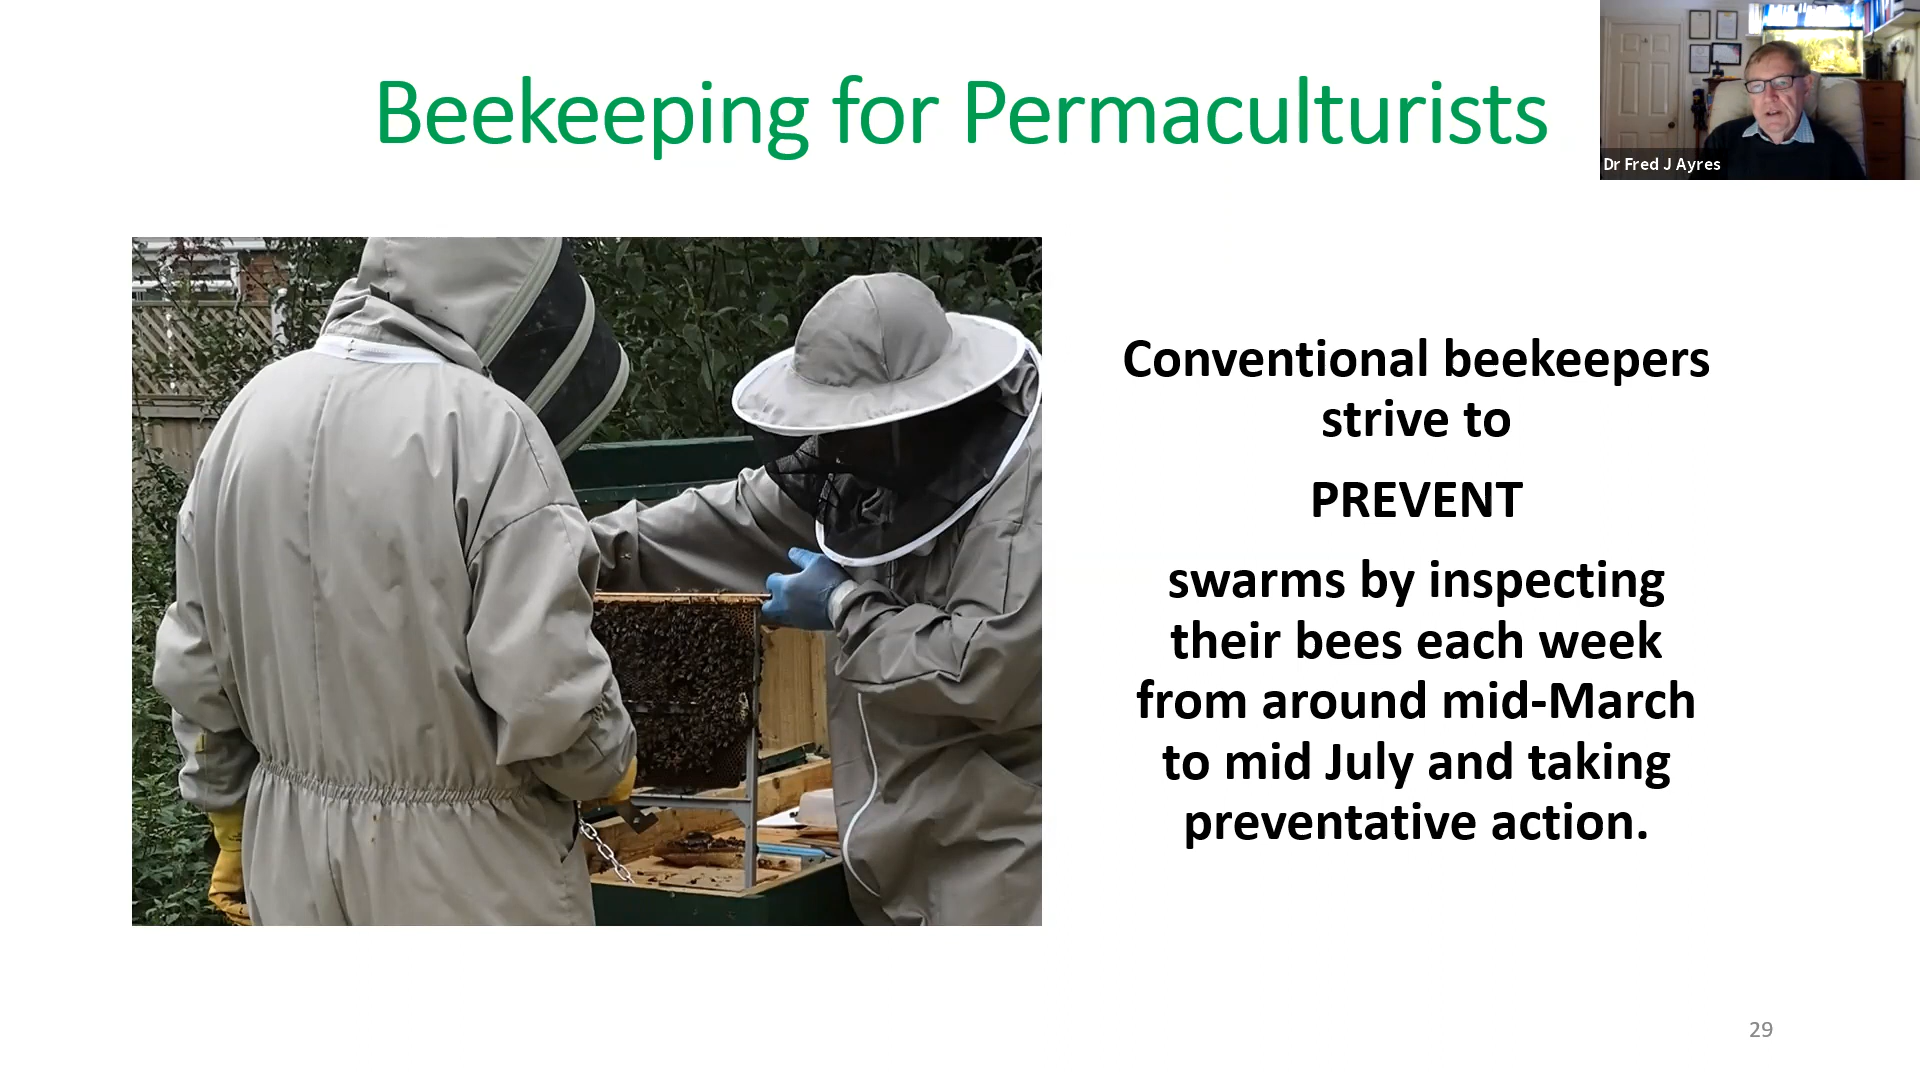 Beekeeping for Permaculturists
Dr Fred J Ayres
Conventional beekeepers
strive to
PREVENT
swarms by inspecting
their bees each week
from around mid-March
to mid July and taking
preventative action.
29